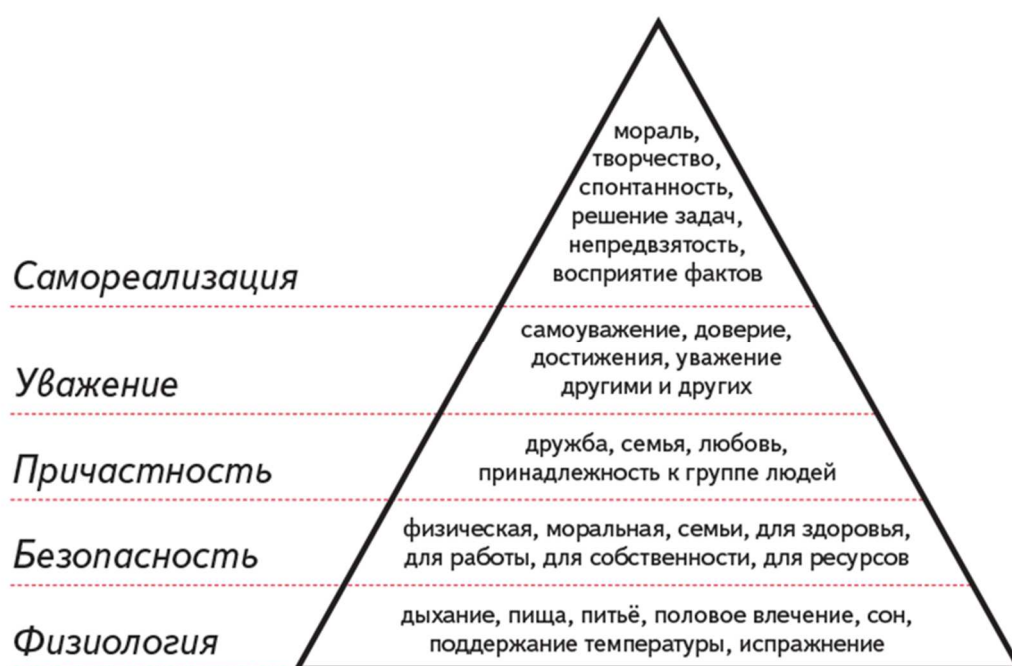 мораль,
творчество,
спонтанность,
решение задач,
непредвзятость,
восприятие фактов
Самореализация
самоуважение, доверие,
достижения, уважение
другими и других
Уважение
дружба, семья, любовь,
принадлежность к группе людей
Причастность
физическая, моральная, семьи, для здоровья,
для работы, для собственности, для ресурсов
Безопасность
дыхание, пища, питьё, половое влечение, сон,
поддержание температуры, испражнение
Физиология